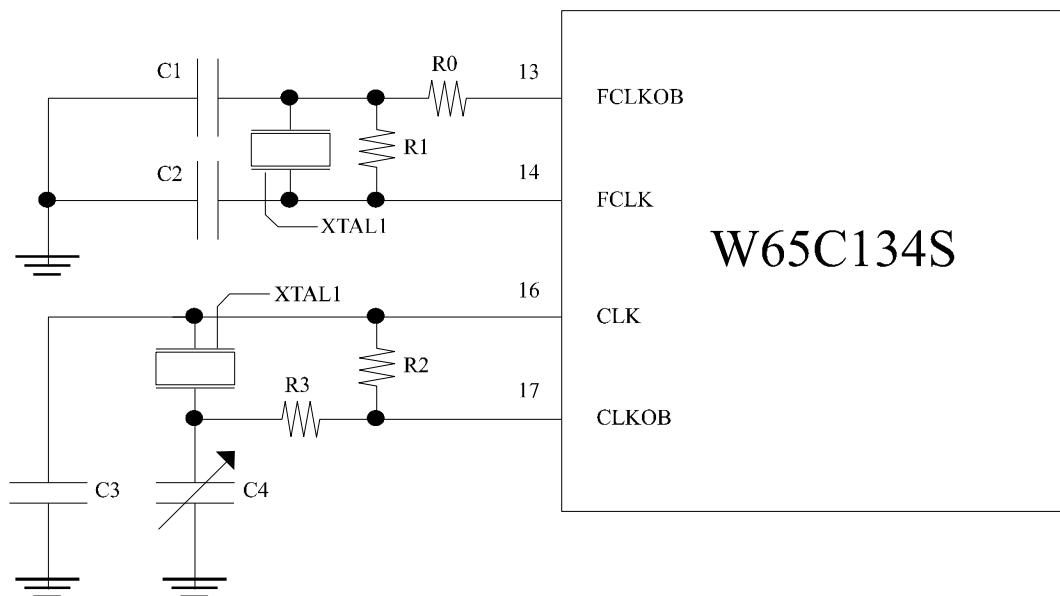 C1
R0
13
FCLKOB
R1
C2
14
FCLK
XTAL1
W65C134S
XTAL1
16
CLK
R2
R3
17
CLKOB
C3
C4